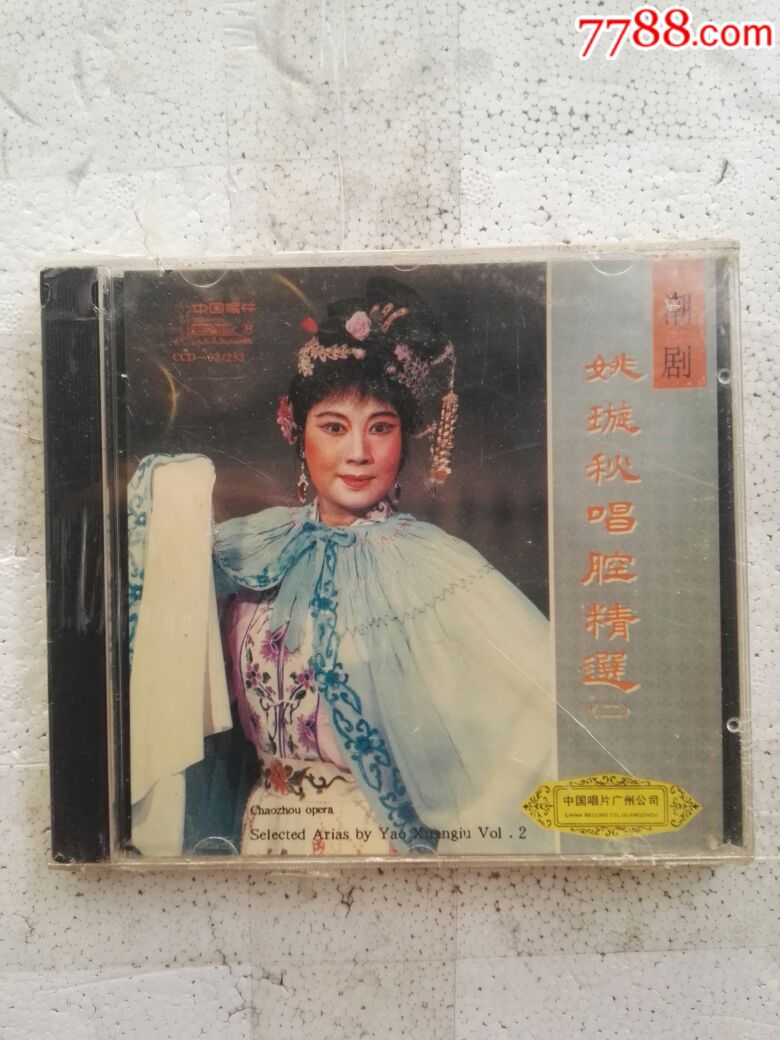 7788.com
中国唱片
CCD-93/293
潮剧
姚璇秋唱腔精選
(二)
Chaozhou opera
Selected Arias by Yao Xuangiu Vol . 2
中国唱片广州公司
CHINA RECORD CO, GUANGZHOU